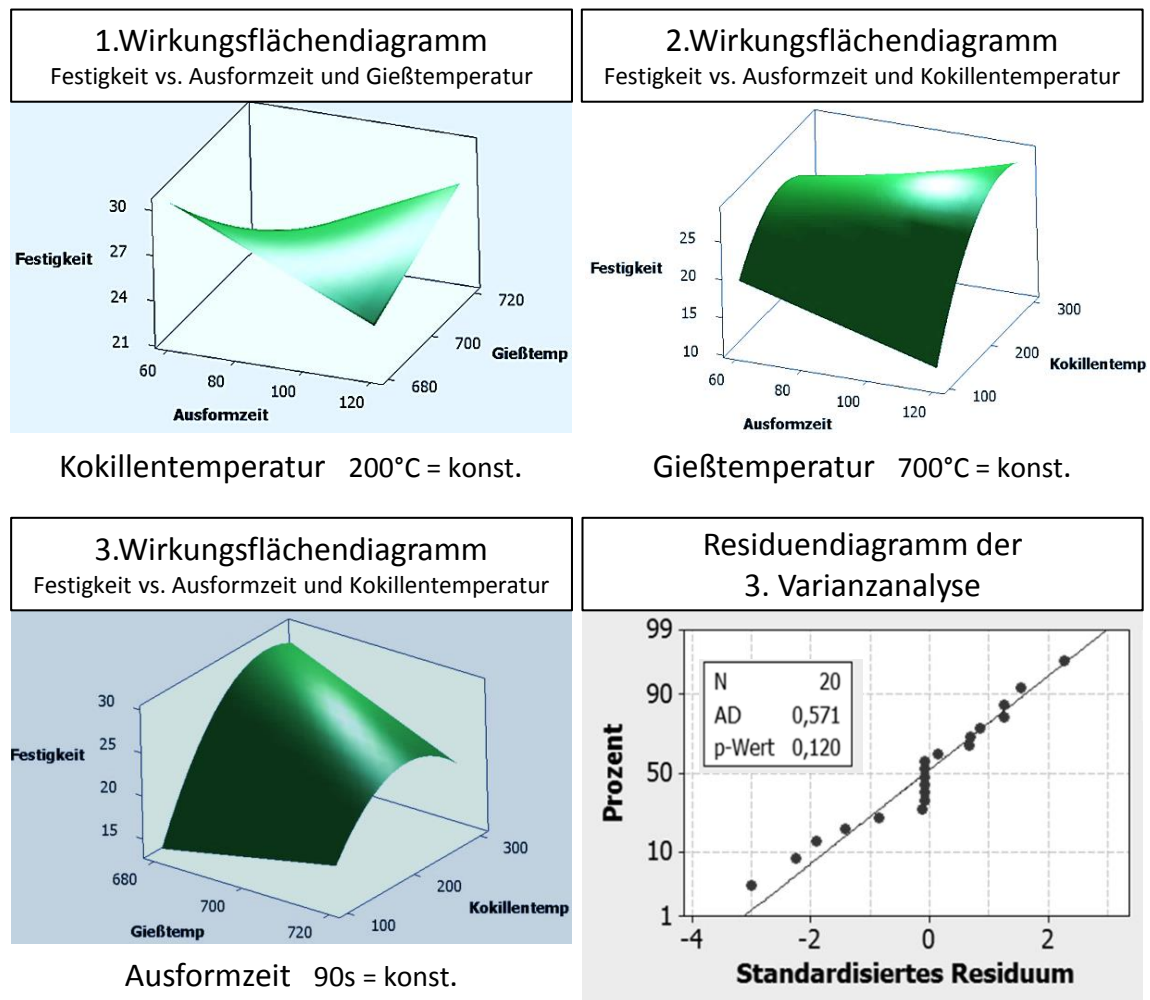 1.Wirkungsflächendiagramm
Festigkeit vs. Ausformzeit und Gießtemperatur
30
27
24
21
Festigkeit
60
80
100
120
Ausformzeit
680
700
720
Gießtemp
Kokillentemperatur 200°C = konst.
2.Wirkungsflächendiagramm
Festigkeit vs. Ausformzeit und Kokillentemperatur
25
20
15
10
Festigkeit
60
80
100
120
Ausformzeit
100
200
300
Kokillentemp
Gießtemperatur 700°C = konst.
3.Wirkungsflächendiagramm
Festigkeit vs. Ausformzeit und Kokillentemperatur
30
25
20
15
Festigkeit
680
700
720
Gießtemp
100
200
300
Kokillentemp
Ausformzeit 90s = konst.
Residuendiagramm der
3. Varianzanalyse
99
90
50
10
1
Prozent
N 20
AD 0,571
p-Wert 0,120
-4
-2
0
2
Standardisiertes Residuum